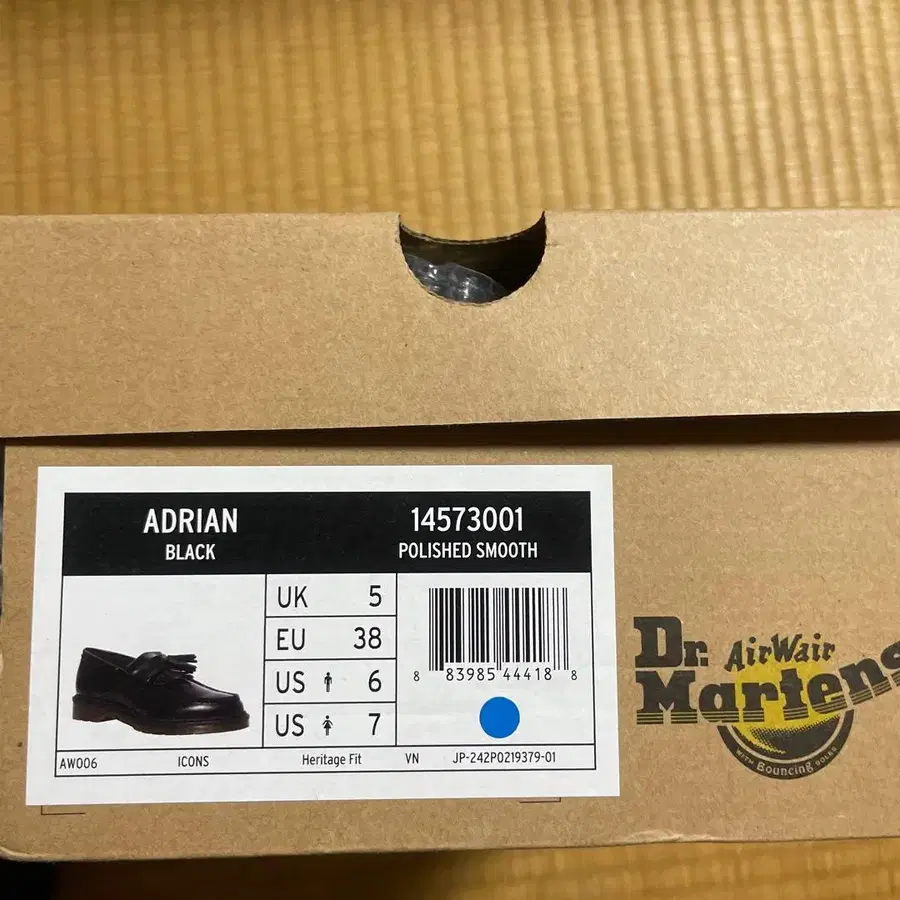 ADRIAN
BLACK
14573001
POLISHED SMOOTH
UK 5
EU 38
US 6
US 7
8 83985 44418 8
AW006 ICONS Heritage Fit VN JP-242P0219379-01
Dr. AirWair
Martens
WITH Bouncing SOLES